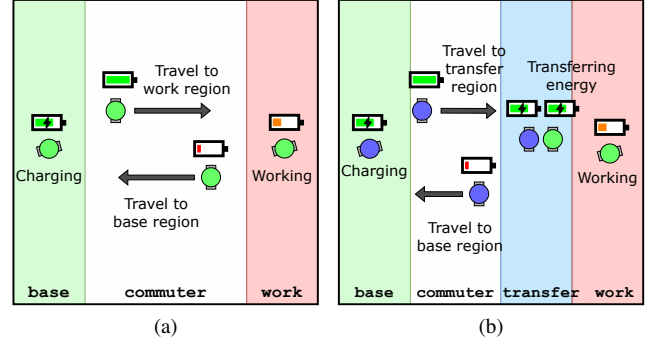 Travel to
work region
Charging
Working
Travel to
base region
base commuter work
(a)
Travel to
transfer
region
Transferring
energy
Charging
Working
Travel to
base region
base commuter transfer work
(b)